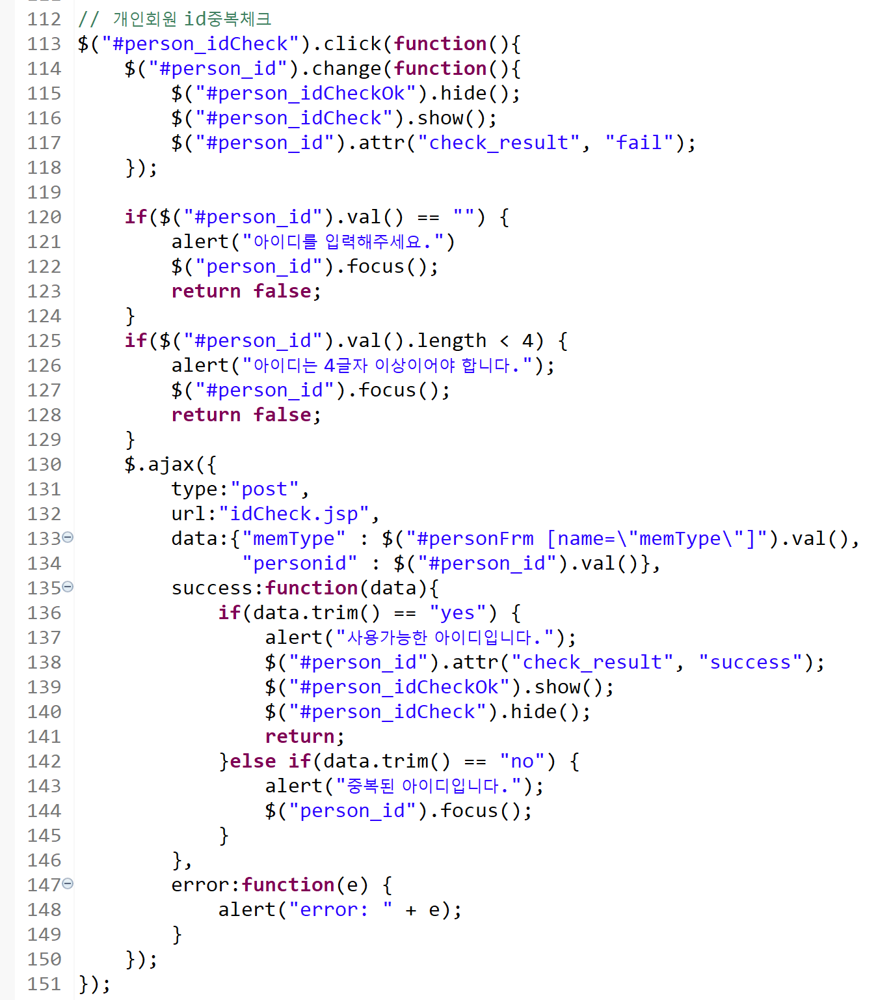 112 // 개인회원 id중복체크
113 $("#person_idCheck").click(function(){
114     $("#person_id").change(function(){
115         $("#person_idCheckOk").hide();
116         $("#person_idCheck").show();
117         $("#person_id").attr("check_result", "fail");
118     });
119
120     if($("#person_id").val() == "") {
121         alert("아이디를 입력해주세요.")
122         $("person_id").focus();
123         return false;
124     }
125     if($("#person_id").val().length < 4) {
126         alert("아이디는 4글자 이상이어야 합니다.");
127         $("#person_id").focus();
128         return false;
129     }
130     $.ajax({
131         type:"post",
132         url:"idCheck.jsp",
133         data:{"memType" : $("#personFrm [name=\"memType\"]").val(),
134               "personid" : $("#person_id").val()},
135         success:function(data){
136             if(data.trim() == "yes") {
137                 alert("사용가능한 아이디입니다.");
138                 $("#person_id").attr("check_result", "success");
139                 $("#person_idCheckOk").show();
140                 $("#person_idCheck").hide();
141                 return;
142             }else if(data.trim() == "no") {
143                 alert("중복된 아이디입니다.");
144                 $("person_id").focus();
145             }
146         },
147         error:function(e) {
148             alert("error: " + e);
149         }
150     });
151 });